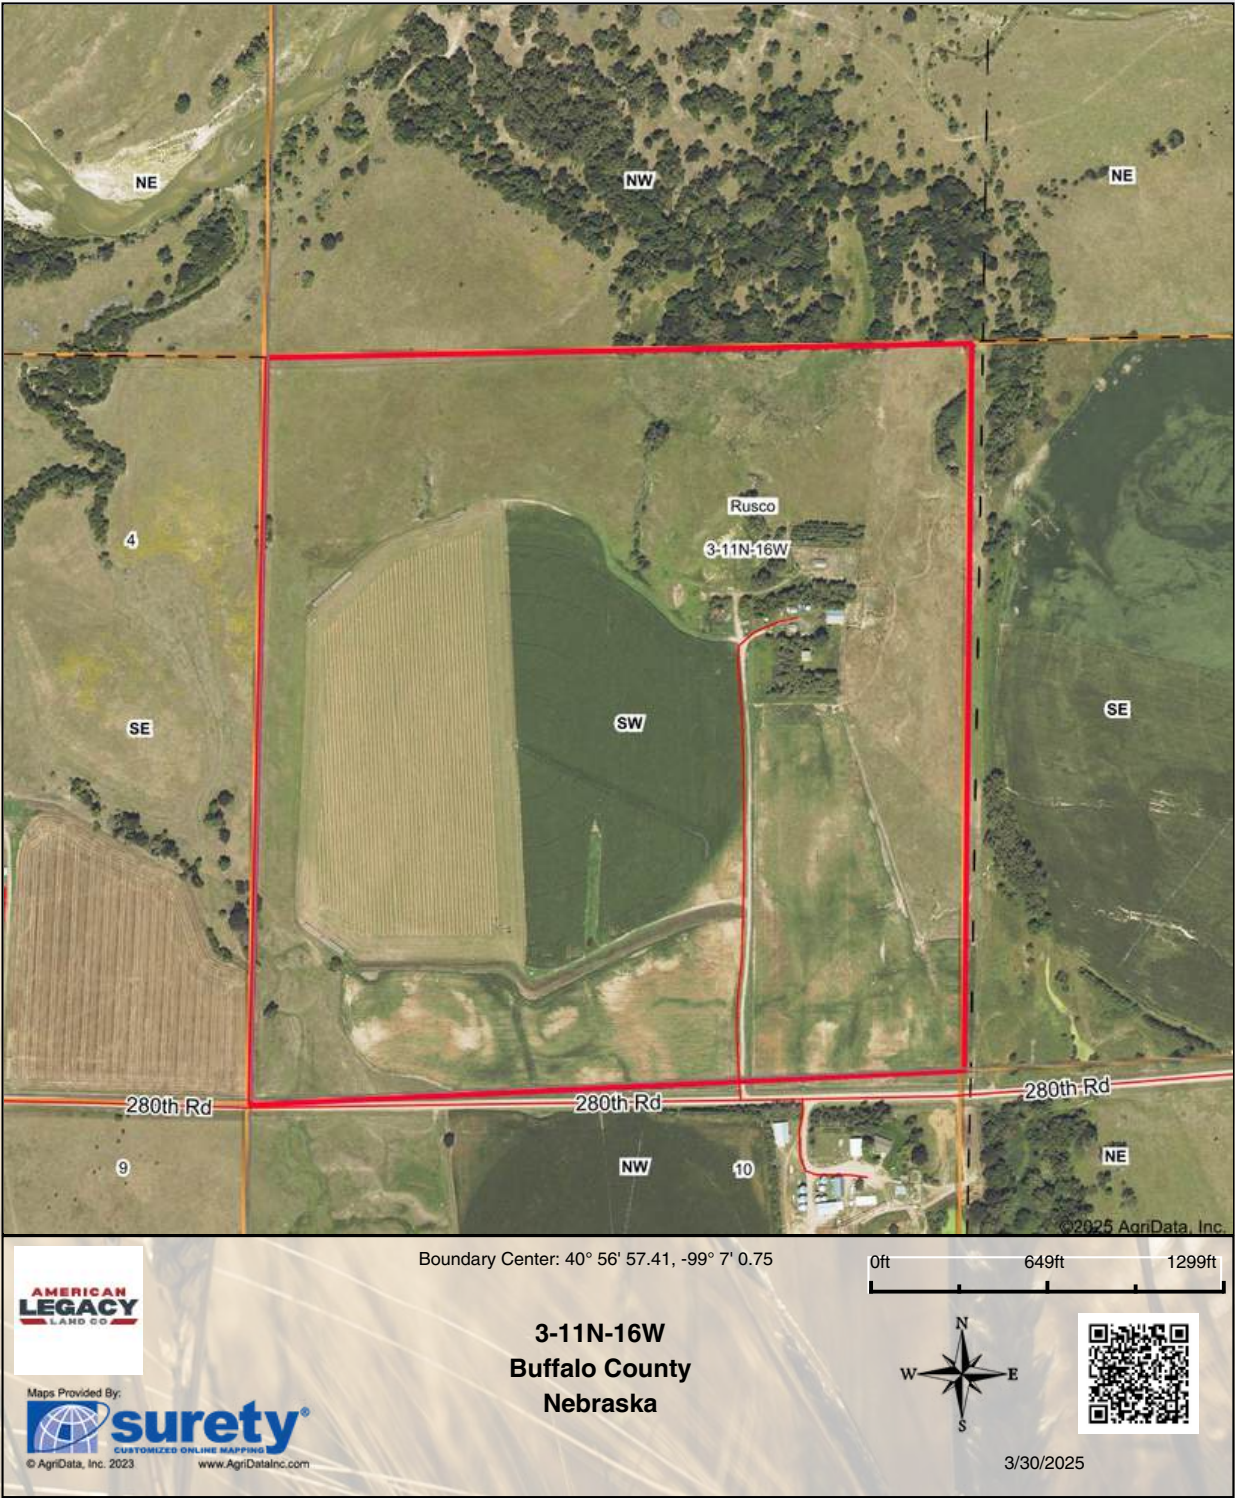 NE
NW
NE
Rusco
4
3-11N-16W
SE
SW
SE
280th Rd
280th Rd
280th Rd
9
NW
10
NE
©2025 AgriData, Inc.
Boundary Center: 40° 56' 57.41, -99° 7' 0.75
0ft 649ft 1299ft
AMERICAN
LEGACY
LAND CO
3-11N-16W
Buffalo County
Nebraska
N
W E
S
Maps Provided By:
surety®
CUSTOMIZED ONLINE MAPPING
© AgriData, Inc. 2023 www.AgriDataInc.com
3/30/2025